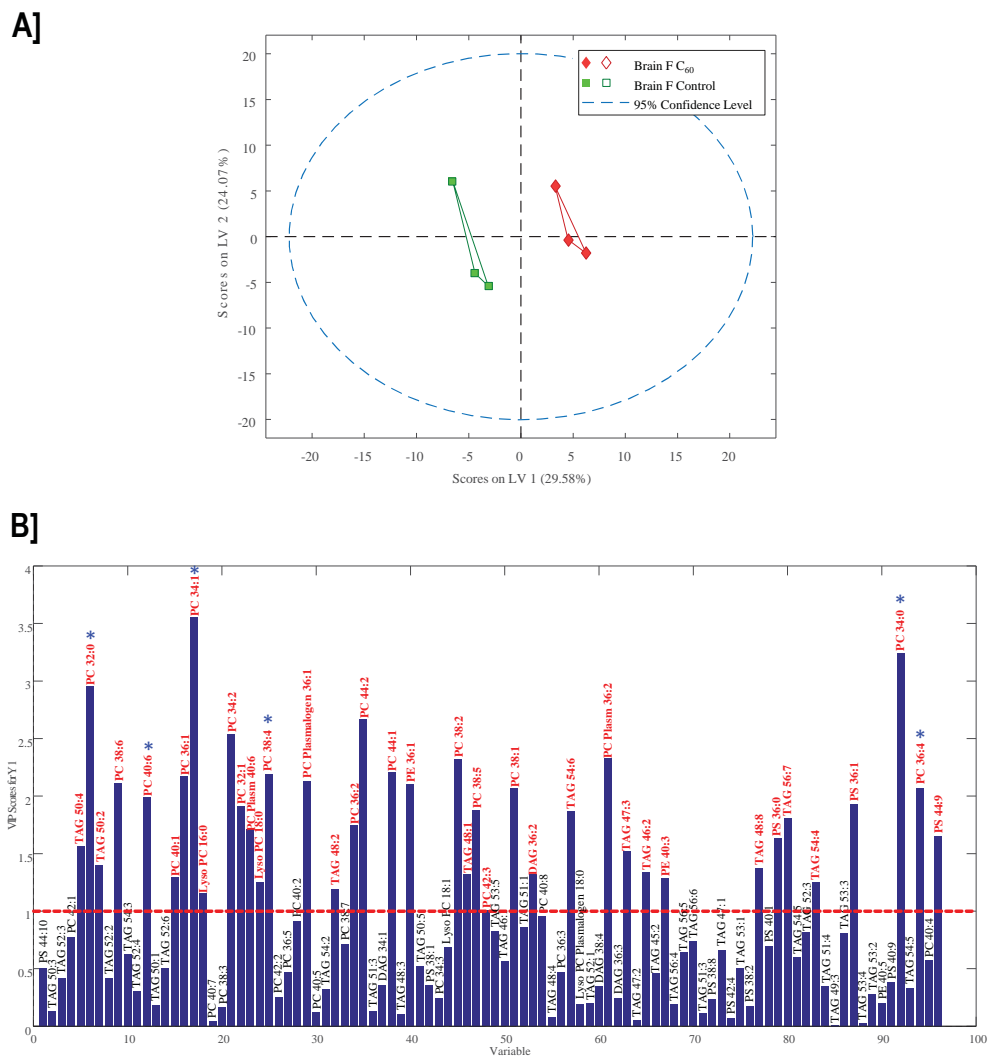 A]
20
15
10
5
0
-5
-10
-15
-20
Scores on LV 2 (24.07%)
Brain F C60
Brain F Control
95% Confidence Level
-20
-15
-10
-5
0
5
10
15
20
Scores on LV 1 (29.58%)
B]
4
3.5
3
2.5
2
1.5
1
0.5
0
VIP Scores for Y1
PS 44:10
TAG 50:3
TAG 52:3
PC 42:1
TAG 50:4
PC 32:0
*
TAG 50:2
TAG 52:2
PC 38:6
TAG 54:3
TAG 52:4
PC 40:6
*
TAG 50:1
TAG 52:6
PC 40:1
PC 36:1
PC 34:1
*
Lyso PC 16:0
PC 40:7
PC 38:3
PC 34:2
PC 32:1
PC Plasm 40:6
Lyso PC 18:0
PC 38:4
*
PC 42:2
PC 36:5
PC 40:2
PC Plasmalogen 36:1
PC 40:5
TAG 54:2
TAG 48:2
PC 38:7
PC 36:2
PC 44:2
TAG 51:3
DAG 34:1
PC 44:1
TAG 48:3
PE 36:1
TAG 50:5
PS 38:1
PC 34:3
Lyso PC 18:1
PC 38:2
TAG 48:1
PC 38:5
PC 42:3
TAG 53:5
TAG 46:1
PC 38:1
TAG 51:1
DAG 36:2
PC 40:8
TAG 48:4
PC 36:3
TAG 54:6
Lyso PC Plasmalogen 18:0
TAG 52:1
DAG 38:4
PC Plasm 36:2
DAG 36:3
TAG 47:3
TAG 47:2
TAG 46:2
TAG 45:2
PE 40:3
TAG 56:4
TAG 56:5
TAG 56:6
TAG 51:3
PS 38:8
TAG 47:1
PS 42:4
TAG 53:1
PS 38:2
TAG 48:8
PS 40:1
PS 36:0
TAG 56:7
TAG 54:5
TAG 52:3
TAG 54:4
TAG 51:4
TAG 49:3
TAG 53:3
PS 36:1
TAG 53:4
TAG 53:2
PE 40:5
PS 40:9
PC 34:0
*
TAG 54:5
PC 36:4
*
PC 40:4
PS 44:9
0
10
20
30
40
50
60
70
80
90
100
Variable